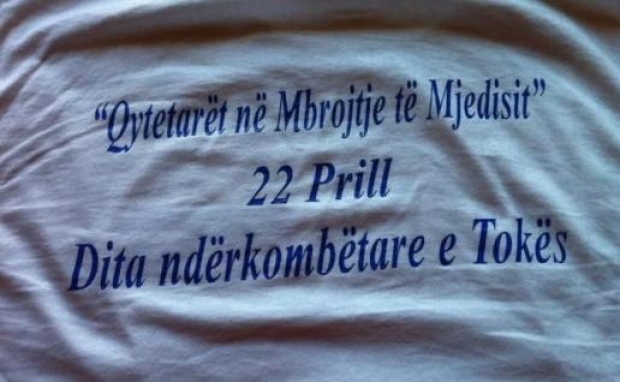 “Qytetarët në Mbrojtje të Mjedisit”
22 Prill
Dita ndërkombëtare e Tokës